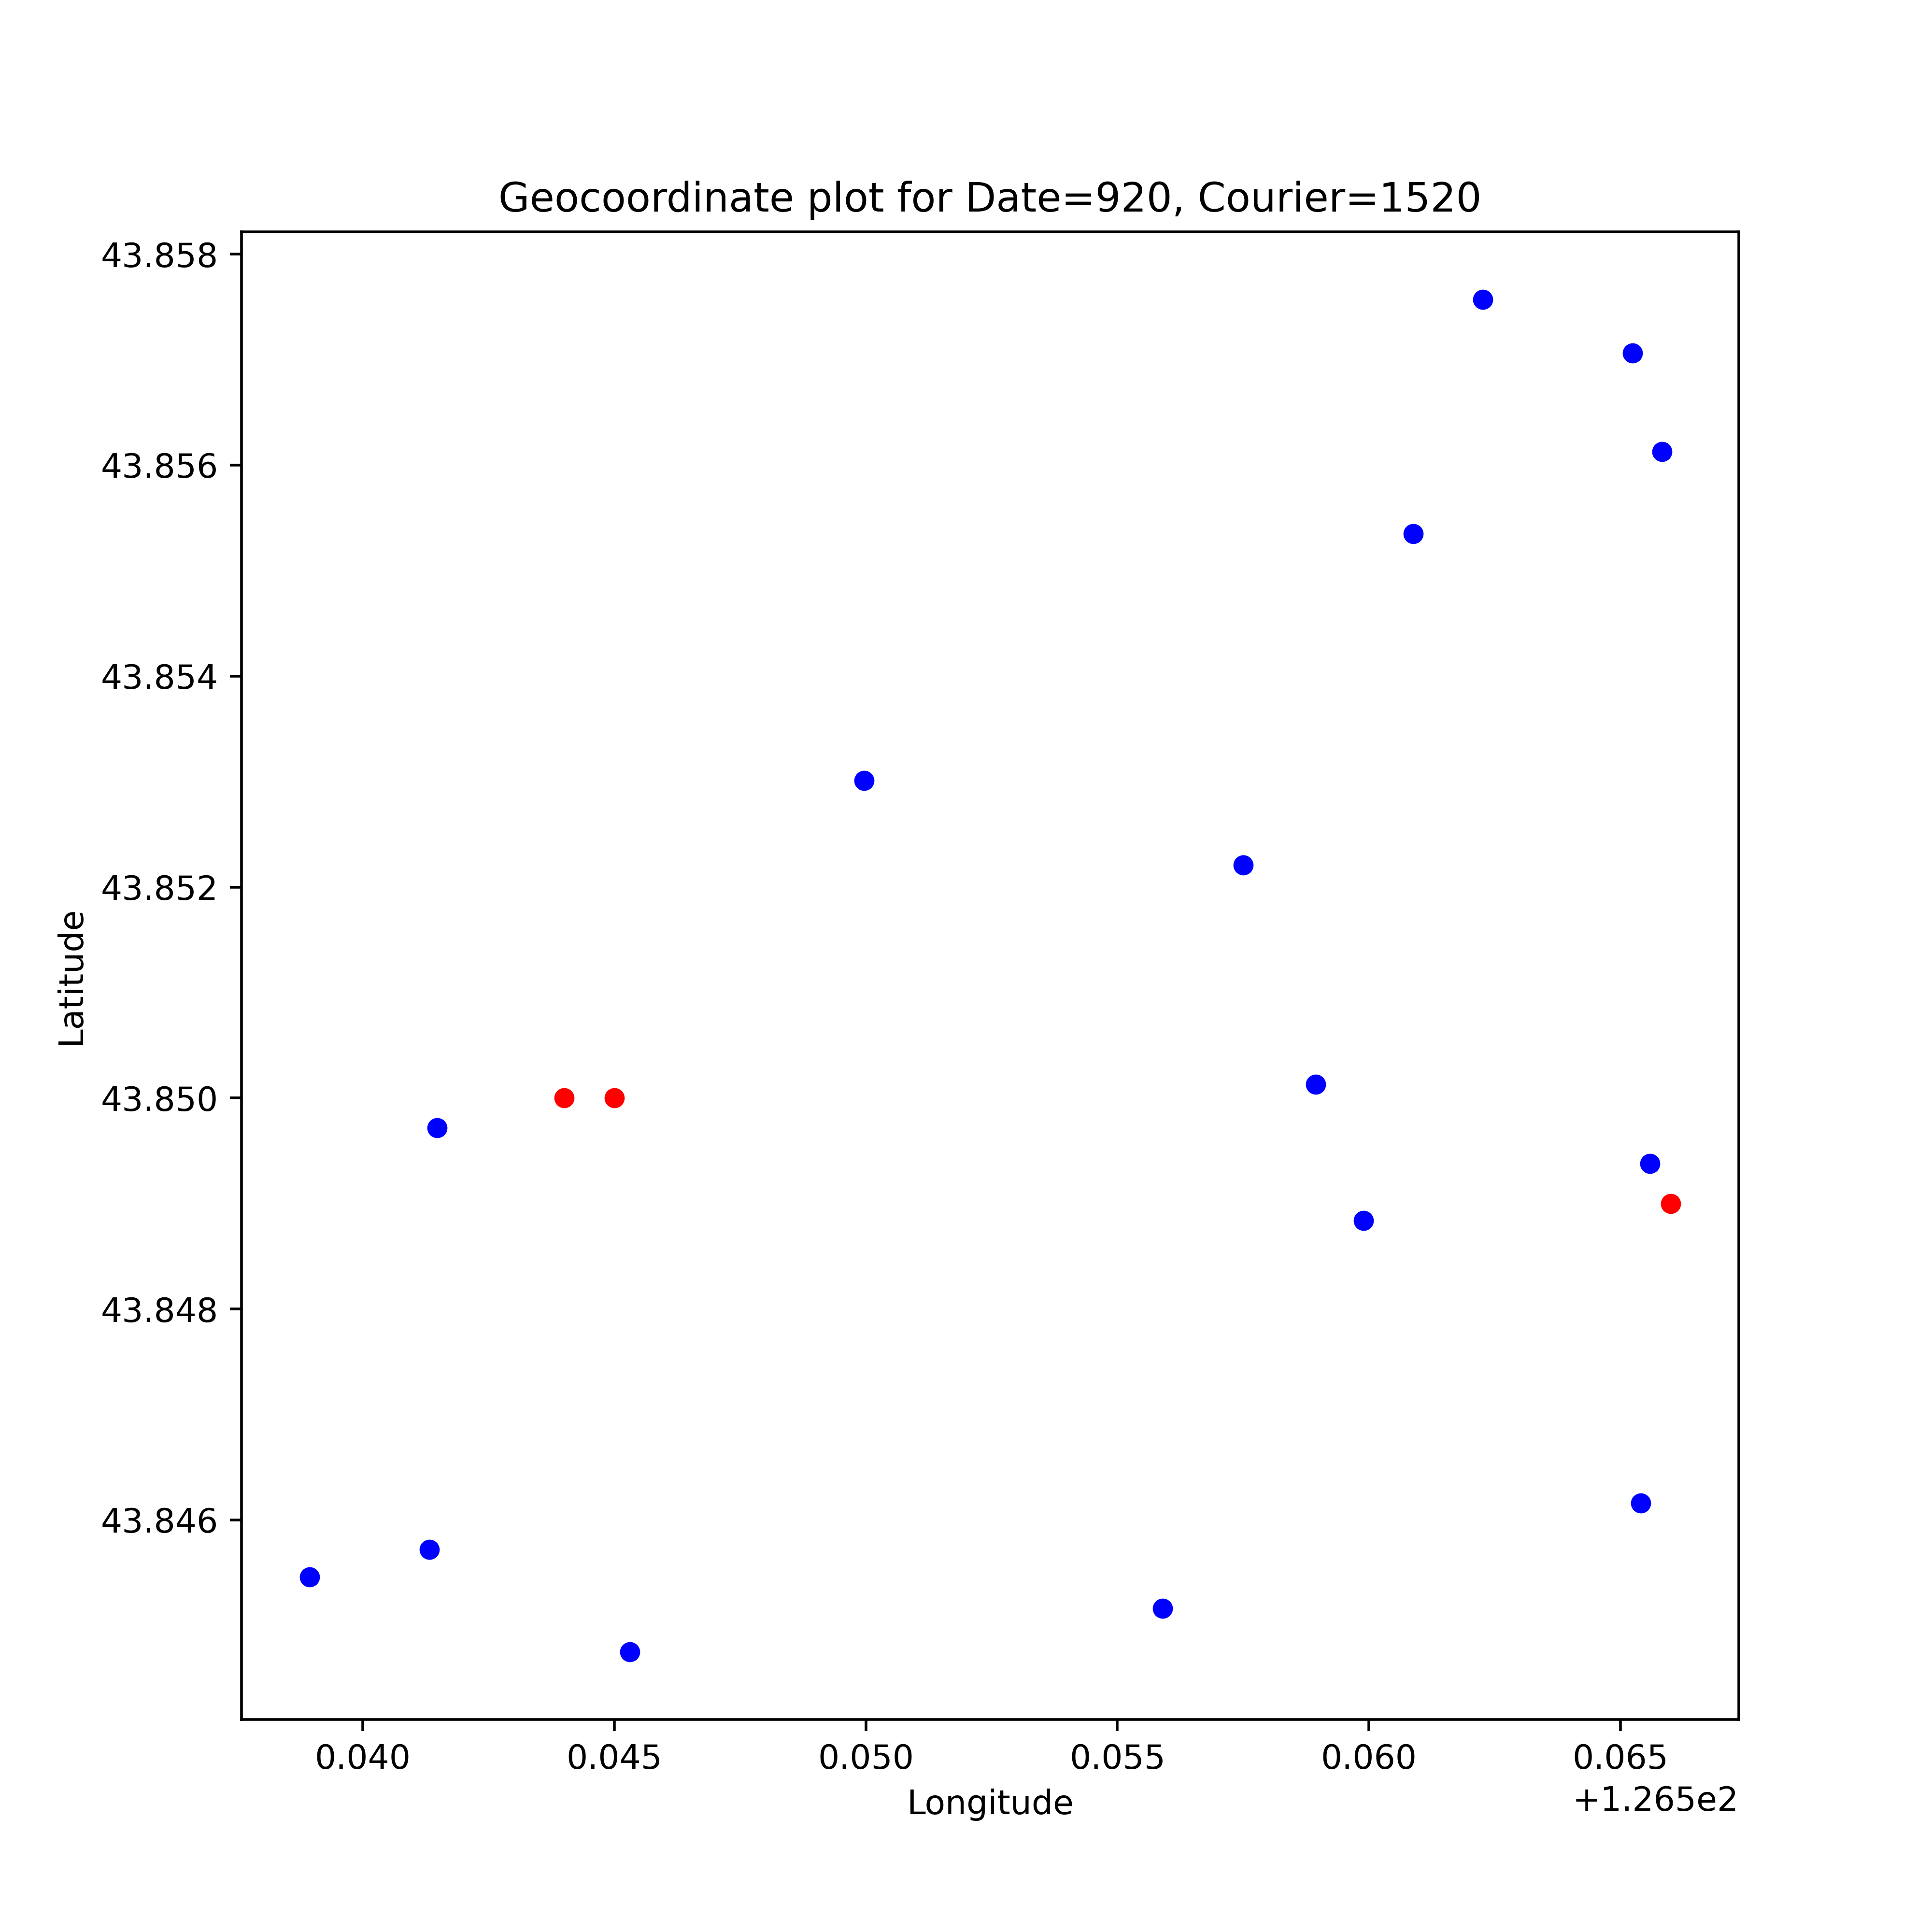 Geocoordinate plot for Date=920, Courier=1520
43.858
43.856
43.854
43.852
43.850
43.848
43.846
Latitude
0.040 0.045 0.050 0.055 0.060 0.065
+1.265e2
Longitude